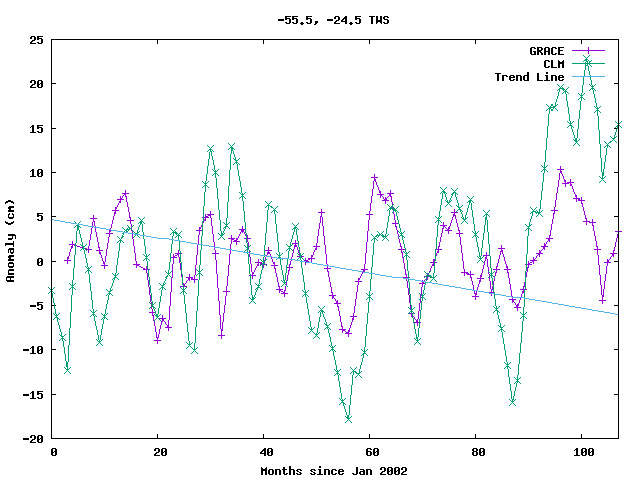 -55.5, -24.5 TWS
GRACE
CLM
Trend Line
25
20
15
10
5
0
-5
-10
-15
-20
Anomaly (cm)
0 20 40 60 80 100
Months since Jan 2002